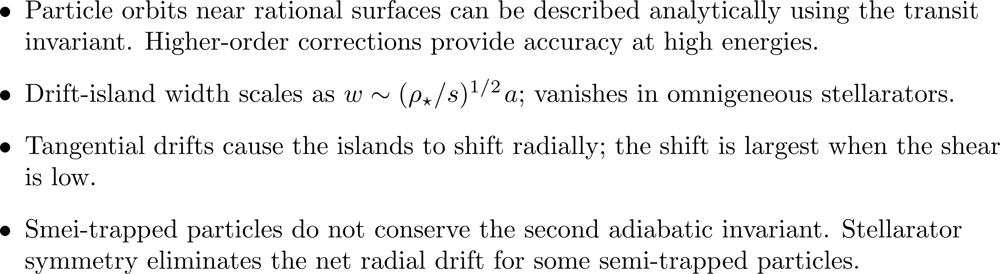 • Particle orbits near rational surfaces can be described analytically using the transit
invariant. Higher-order corrections provide accuracy at high energies.
• Drift-island width scales as w ∼ (ρ⋆/s)^{1/2} a; vanishes in omnigeneous stellarators.
• Tangential drifts cause the islands to shift radially; the shift is largest when the shear
is low.
• Smei-trapped particles do not conserve the second adiabatic invariant. Stellarator
symmetry eliminates the net radial drift for some semi-trapped particles.